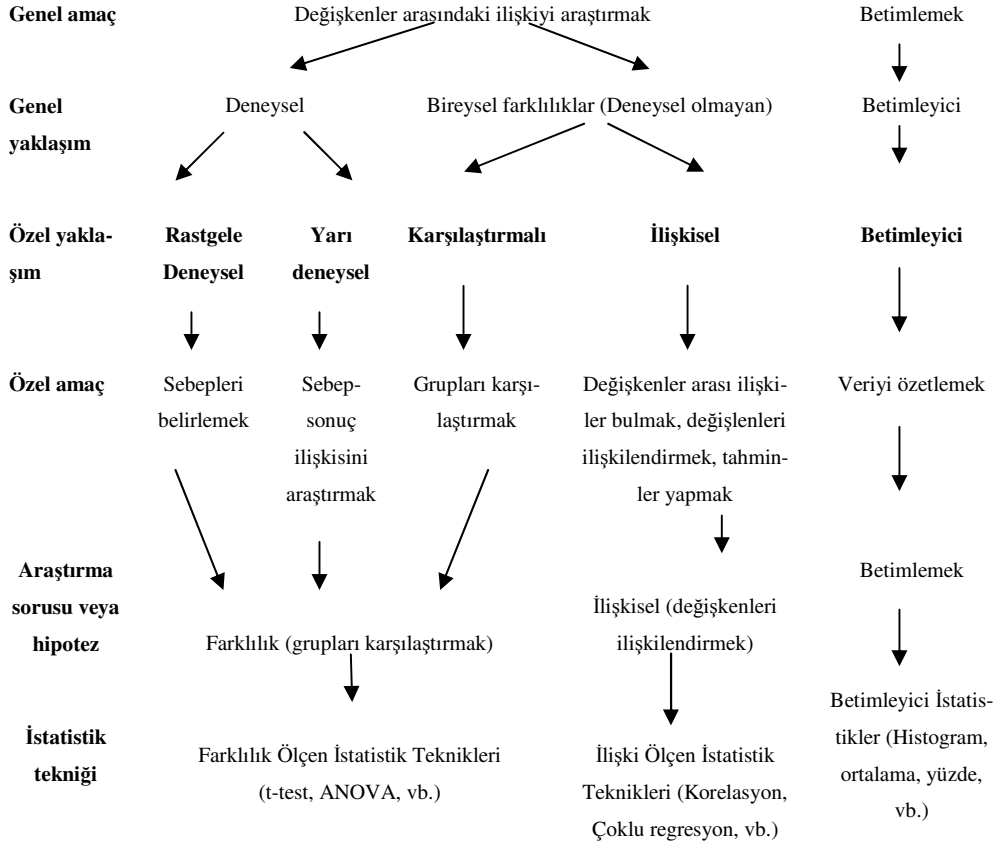 Genel amaç
Değişkenler arasındaki ilişkiyi araştırmak
Betimlemek
Genel
yaklaşım
Deneysel
Bireysel farklılıklar (Deneysel olmayan)
Betimleyici
Özel yakla-
şım
Rastgele
Deneysel
Yarı
deneysel
Karşılaştırmalı
İlişkisel
Betimleyici
Özel amaç
Sebepleri
belirlemek
Sebep-
sonuç
ilişkisini
araştırmak
Grupları karşı-
laştırmak
Değişkenler arası ilişki-
ler bulmak, değişlenleri
ilişkilendirmek, tahmin-
ler yapmak
Veriyi özetlemek
Araştırma
sorusu veya
hipotez
Farklılık (grupları karşılaştırmak)
İlişkisel (değişkenleri
ilişkilendirmek)
Betimlemek
İstatistik
tekniği
Farklılık Ölçen İstatistik Teknikleri
(t-test, ANOVA, vb.)
İlişki Ölçen İstatistik
Teknikleri (Korelasyon,
Çoklu regresyon, vb.)
Betimleyici İstatis-
tikler (Histogram,
ortalama, yüzde,
vb.)